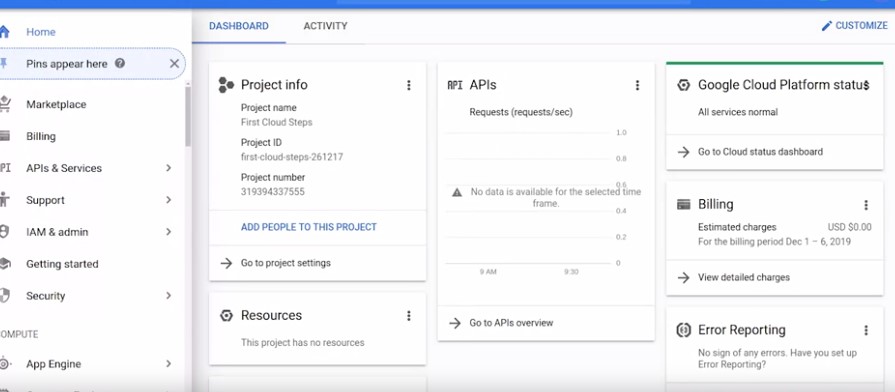 Home
Pins appear here
Marketplace
Billing
API APIs & Services
Support
IAM & admin
Getting started
Security
COMPUTE
App Engine
DASHBOARD
ACTIVITY
CUSTOMIZE
Project info
Project name
First Cloud Steps
Project ID
first-cloud-steps-261217
Project number
319394337555
ADD PEOPLE TO THIS PROJECT
Go to project settings
Resources
This project has no resources
API APIs
Requests (requests/sec)
1.0
0.8
0.6
No data is available for the selected time
frame.
0.4
0.2
0
9 AM
9:30
Go to APIs overview
Google Cloud Platform status
All services normal
Go to Cloud status dashboard
Billing
Estimated charges
USD $0.00
For the billing period Dec 1 – 6, 2019
View detailed charges
Error Reporting
No sign of any errors. Have you set up
Error Reporting?